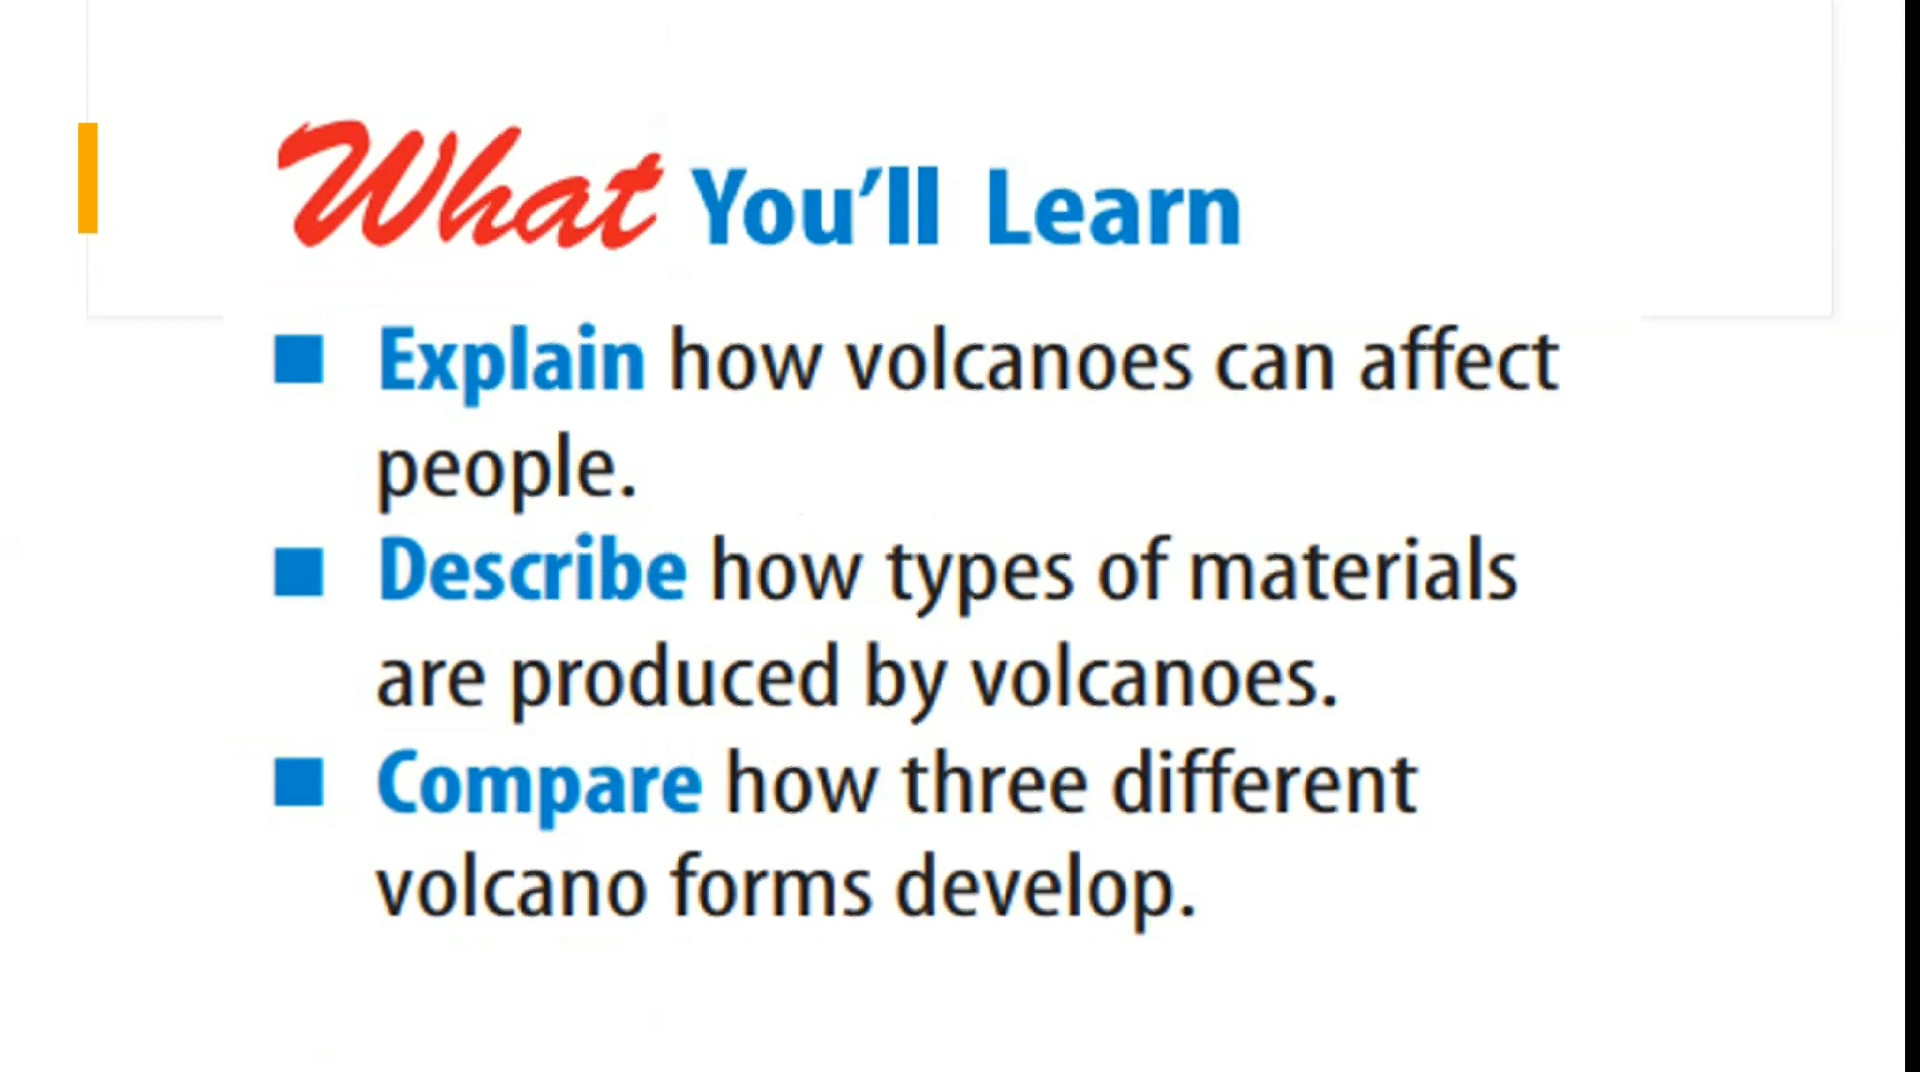 What You’ll Learn
■ Explain how volcanoes can affect
people.
■ Describe how types of materials
are produced by volcanoes.
■ Compare how three different
volcano forms develop.